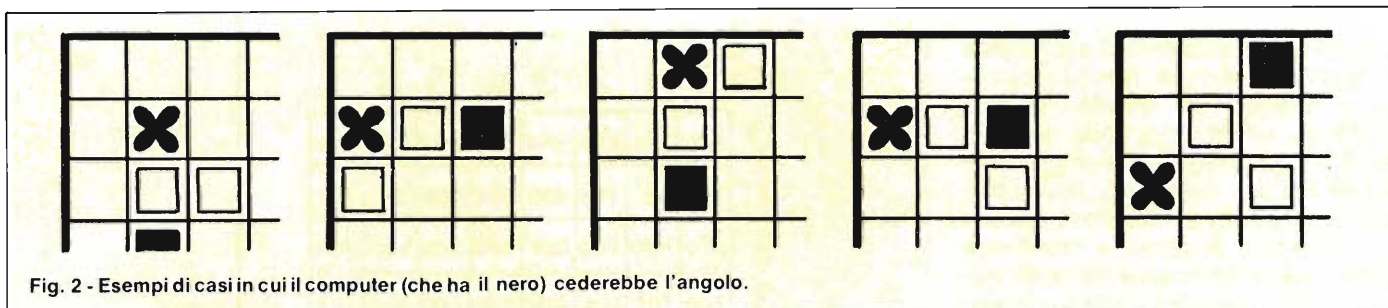 Fig. 2 - Esempi di casi in cui il computer (che ha il nero) cederebbe l'angolo.